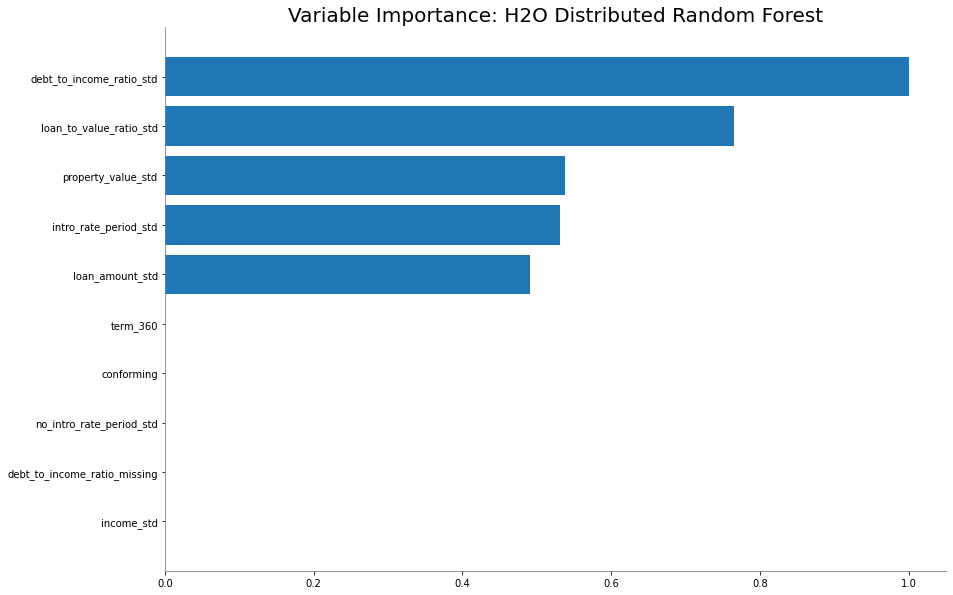 Variable Importance: H2O Distributed Random Forest
debt_to_income_ratio_std
loan_to_value_ratio_std
property_value_std
intro_rate_period_std
loan_amount_std
term_360
conforming
no_intro_rate_period_std
debt_to_income_ratio_missing
income_std
0.0 0.2 0.4 0.6 0.8 1.0